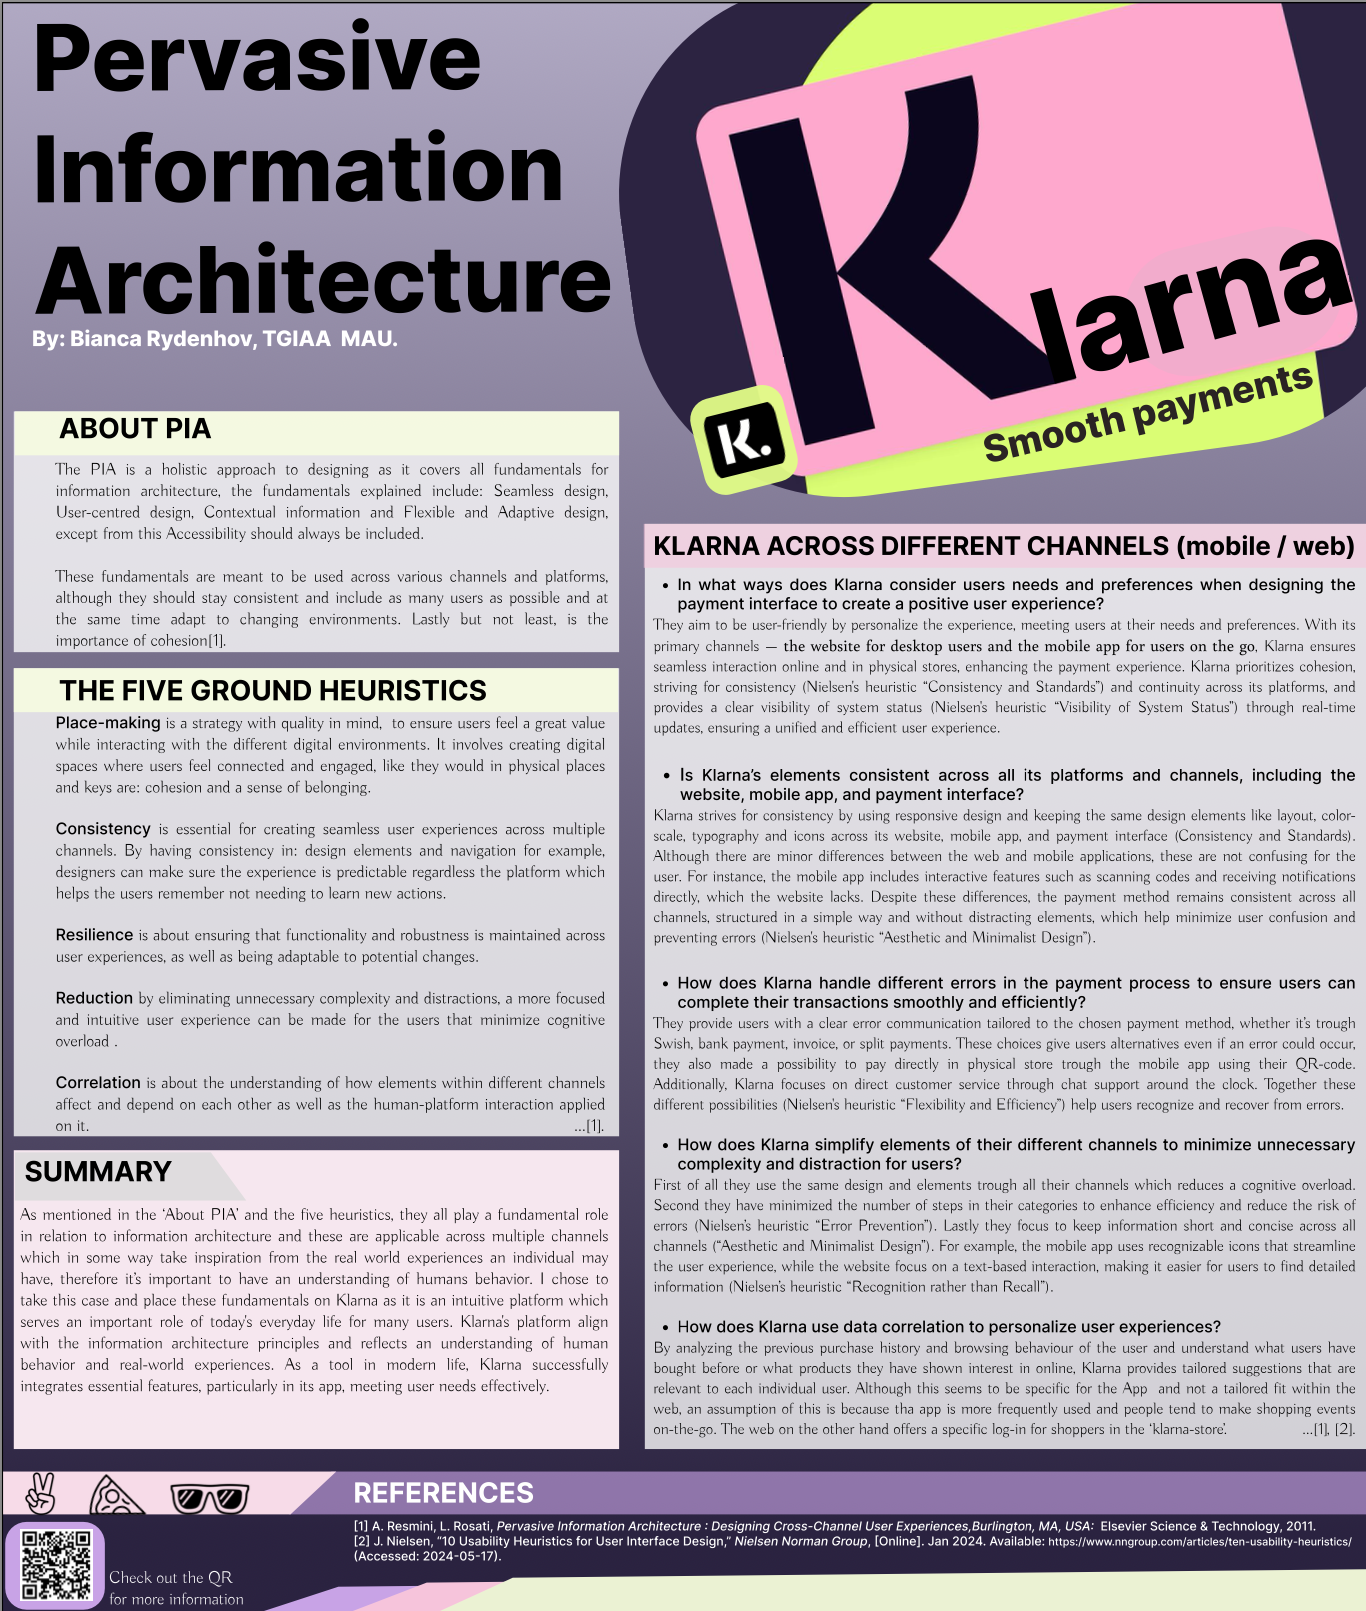 Pervasive
Information
Architecture
By: Bianca Rydenhov, TGIAA MAU.
Klarna
Smooth payments
K.
ABOUT PIA
The PIA is a holistic approach to designing as it covers all fundamentals for
information architecture, the fundamentals explained include: Seamless design,
User-centred design, Contextual information and Flexible and Adaptive design,
except from this Accessibility should always be included.
These fundamentals are meant to be used across various channels and platforms,
although they should stay consistent and include as many users as possible and at
the same time adapt to changing environments. Lastly but not least, is the
importance of cohesion[1].
THE FIVE GROUND HEURISTICS
Place-making is a strategy with quality in mind, to ensure users feel a great value
while interacting with the different digital environments. It involves creating digital
spaces where users feel connected and engaged, like they would in physical places
and keys are: cohesion and a sense of belonging.
Consistency is essential for creating seamless user experiences across multiple
channels. By having consistency in: design elements and navigation for example,
designers can make sure the experience is predictable regardless the platform which
helps the users remember not needing to learn new actions.
Resilience is about ensuring that functionality and robustness is maintained across
user experiences, as well as being adaptable to potential changes.
Reduction by eliminating unnecessary complexity and distractions, a more focused
and intuitive user experience can be made for the users that minimize cognitive
overload .
Correlation is about the understanding of how elements within different channels
affect and depend on each other as well as the human-platform interaction applied
on it. ...[1].
SUMMARY
As mentioned in the ‘About PIA’ and the five heuristics, they all play a fundamental role
in relation to information architecture and these are applicable across multiple channels
which in some way take inspiration from the real world experiences an individual may
have, therefore it’s important to have an understanding of humans behavior. I chose to
take this case and place these fundamentals on Klarna as it is an intuitive platform which
serves an important role of today’s everyday life for many users. Klarna’s platform align
with the information architecture principles and reflects an understanding of human
behavior and real-world experiences. As a tool in modern life, Klarna successfully
integrates essential features, particularly in its app, meeting user needs effectively.
KLARNA ACROSS DIFFERENT CHANNELS (mobile / web)
• In what ways does Klarna consider users needs and preferences when designing the
payment interface to create a positive user experience?
They aim to be user-friendly by personalize the experience, meeting users at their needs and preferences. With its
primary channels — the website for desktop users and the mobile app for users on the go, Klarna ensures
seamless interaction online and in physical stores, enhancing the payment experience. Klarna prioritizes cohesion,
striving for consistency (Nielsen’s heuristic “Consistency and Standards”) and continuity across its platforms, and
provides a clear visibility of system status (Nielsen’s heuristic “Visibility of System Status”) through real-time
updates, ensuring a unified and efficient user experience.
• Is Klarna’s elements consistent across all its platforms and channels, including the
website, mobile app, and payment interface?
Klarna strives for consistency by using responsive design and keeping the same design elements like layout, color-
scale, typography and icons across its website, mobile app, and payment interface (Consistency and Standards).
Although there are minor differences between the web and mobile applications, these are not confusing for the
user. For instance, the mobile app includes interactive features such as scanning codes and receiving notifications
directly, which the website lacks. Despite these differences, the payment method remains consistent across all
channels, structured in a simple way and without distracting elements, which help minimize user confusion and
preventing errors (Nielsen’s heuristic “Aesthetic and Minimalist Design”).
• How does Klarna handle different errors in the payment process to ensure users can
complete their transactions smoothly and efficiently?
They provide users with a clear error communication tailored to the chosen payment method, whether it’s trough
Swish, bank payment, invoice, or split payments. These choices give users alternatives even if an error could occur,
they also made a possibility to pay directly in physical store trough the mobile app using their QR-code.
Additionally, Klarna focuses on direct customer service through chat support around the clock. Together these
different possibilities (Nielsen’s heuristic “Flexibility and Efficiency”) help users recognize and recover from errors.
• How does Klarna simplify elements of their different channels to minimize unnecessary
complexity and distraction for users?
First of all they use the same design and elements trough all their channels which reduces a cognitive overload.
Second they have minimized the number of steps in their categories to enhance efficiency and reduce the risk of
errors (Nielsen’s heuristic “Error Prevention”). Lastly they focus to keep information short and concise across all
channels (“Aesthetic and Minimalist Design”). For example, the mobile app uses recognizable icons that streamline
the user experience, while the website focus on a text-based interaction, making it easier for users to find detailed
information (Nielsen’s heuristic “Recognition rather than Recall”).
• How does Klarna use data correlation to personalize user experiences?
By analyzing the previous purchase history and browsing behaviour of the user and understand what users have
bought before or what products they have shown interest in online, Klarna provides tailored suggestions that are
relevant to each individual user. Although this seems to be specific for the App and not a tailored fit within the
web, an assumption of this is because tha app is more frequently used and people tend to make shopping events
on-the-go. The web on the other hand offers a specific log-in for shoppers in the ‘klarna-store’. ...[1], [2].
REFERENCES
[1] A. Resmini, L. Rosati, Pervasive Information Architecture : Designing Cross-Channel User Experiences,Burlington, MA, USA: Elsevier Science & Technology, 2011.
[2] J. Nielsen, “10 Usability Heuristics for User Interface Design,” Nielsen Norman Group, [Online]. Jan 2024. Available: https://www.nngroup.com/articles/ten-usability-heuristics/
(Accessed: 2024-05-17).
Check out the QR
for more information